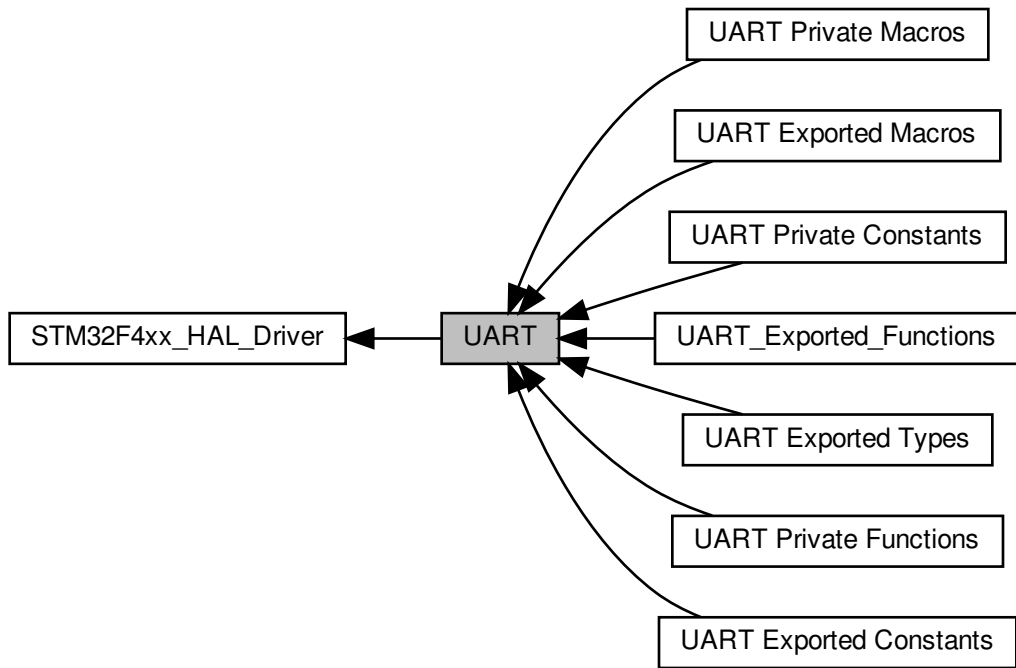 UART Private Macros
UART Exported Macros
UART Private Constants
STM32F4xx_HAL_Driver
UART
UART_Exported_Functions
UART Exported Types
UART Private Functions
UART Exported Constants